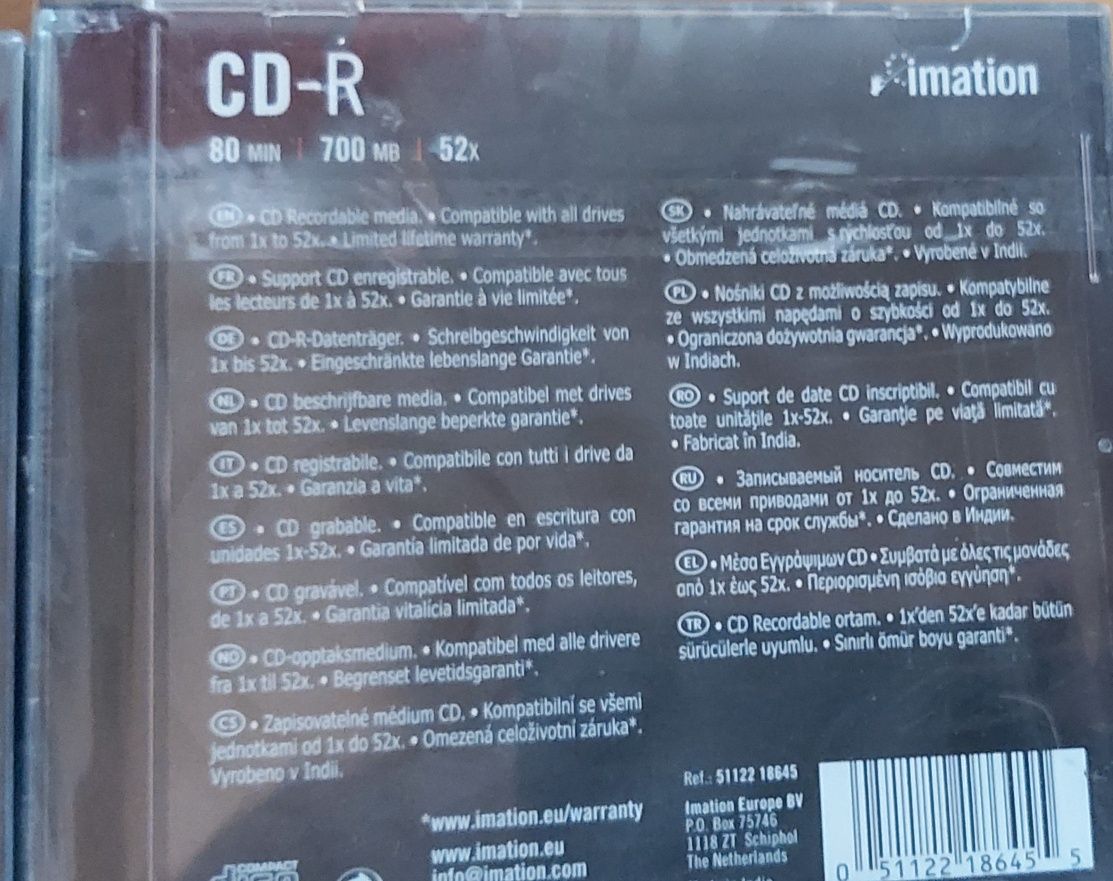 CD-R
imation
80 MIN | 700 MB | 52x
EN • CD Recordable media. • Compatible with all drives
from 1x to 52x. • Limited lifetime warranty*.
FR • Support CD enregistrable. • Compatible avec tous
les lecteurs de 1x à 52x. • Garantie à vie limitée*.
DE • CD-R-Datenträger. • Schreibgeschwindigkeit von
1x bis 52x. • Eingeschränkte lebenslange Garantie*.
NL • CD beschrijfbare media. • Compatibel met drives
van 1x tot 52x. • Levenslange beperkte garantie*.
IT • CD registrabile. • Compatibile con tutti i drive da
1x a 52x. • Garanzia a vita*.
ES • CD grabable. • Compatible en escritura con
unidades 1x-52x. • Garantía limitada de por vida*.
PT • CD gravável. • Compatível com todos os leitores,
de 1x a 52x. • Garantia vitalícia limitada*.
NO • CD-opptaksmedium. • Kompatibel med alle drivere
fra 1x til 52x. • Begrenset levetidsgaranti*.
CS • Zapisovatelné médium CD. • Kompatibilní se všemi
jednotkami od 1x do 52x. • Omezená celoživotní záruka*.
Vyrobeno v Indii.
SK • Nahrávateľné médiá CD. • Kompatibilné so
všetkými jednotkami s rýchlosťou od 1x do 52x.
• Obmedzená celoživotná záruka*. • Vyrobené v Indii.
PL • Nośniki CD z możliwością zapisu. • Kompatybilne
ze wszystkimi napędami o szybkości od 1x do 52x.
• Ograniczona dożywotnia gwarancja*. • Wyprodukowano
w Indiach.
RO • Suport de date CD inscriptibil. • Compatibil cu
toate unităţile 1x-52x. • Garanţie pe viaţă limitată*.
• Fabricat în India.
RU • Записываемый носитель CD. • Совместим
со всеми приводами от 1x до 52x. • Ограниченная
гарантия на срок службы*. • Сделано в Индии.
EL • Μέσα Εγγράψιμων CD • Συμβατά με όλες τις μονάδες
από 1x έως 52x. • Περιορισμένη ισόβια εγγύηση*.
TR • CD Recordable ortam. • 1x'den 52x'e kadar bütün
sürücülerle uyumlu. • Sınırlı ömür boyu garanti*.
*www.imation.eu/warranty
www.imation.eu
info@imation.com
COMPACT
Ref.: 51122 18645
Imation Europe BV
P.O. Box 75746
1118 ZT Schiphol
The Netherlands
0 51122 18645 5